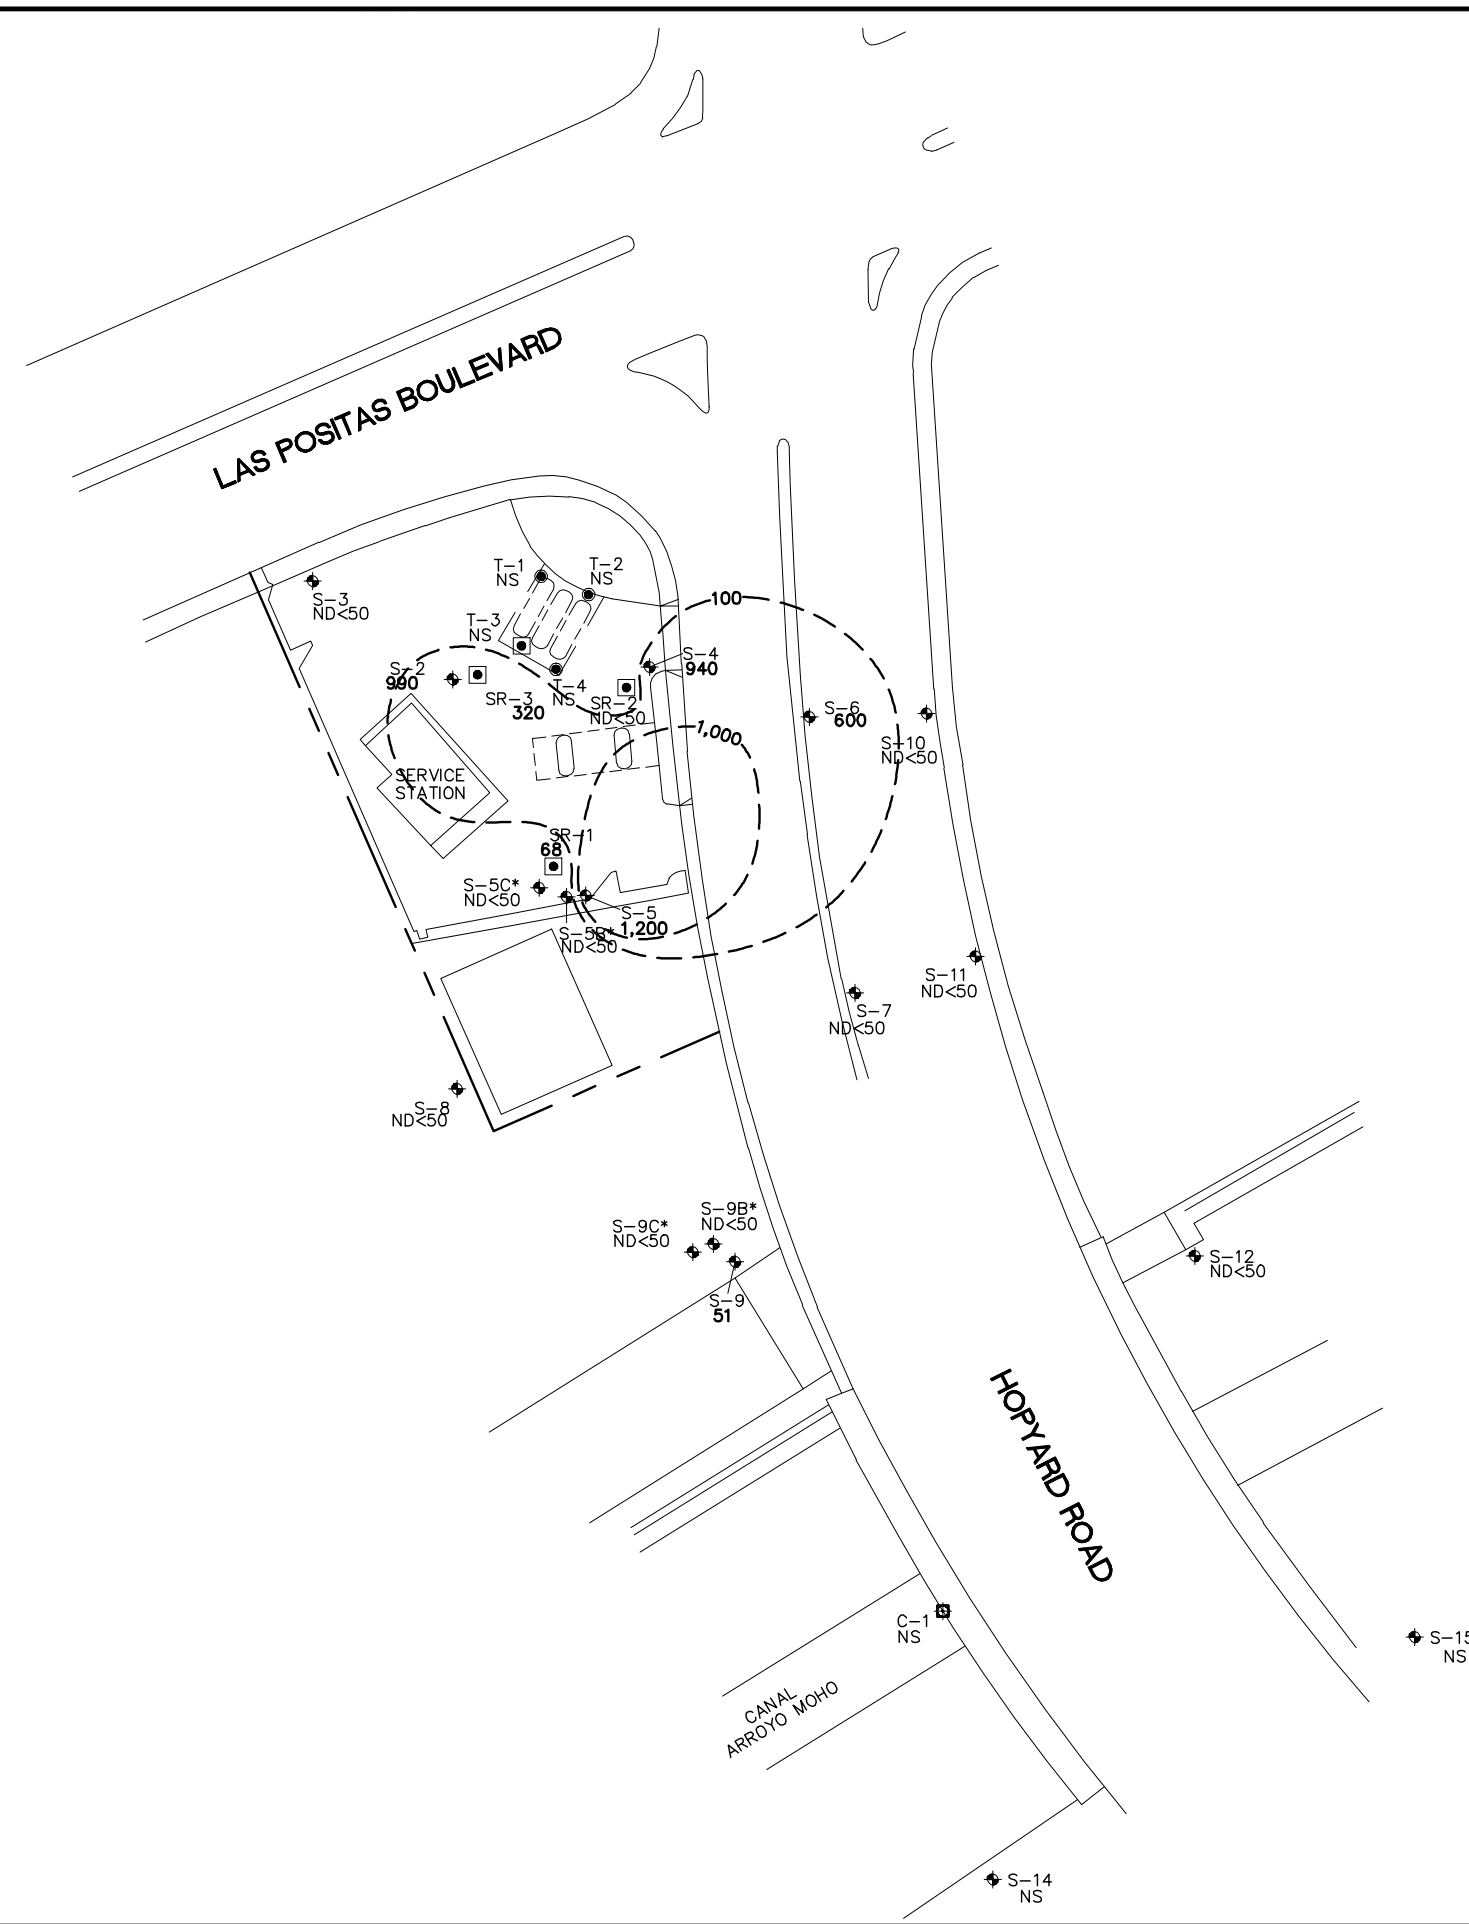 LAS POSITAS BOULEVARD
T-1
NS
T-2
NS
S-3
ND<50
100
T-3
NS
S-4
940
S-2
990
T-4
NS
SR-3
320
SR-2
ND<50
S-6
600
1,000
S-10
ND<50
SERVICE
STATION
SR-1
68
S-5C*
ND<50
S-5
1,200
S-5B*
ND<50
S-11
ND<50
S-7
ND<50
S-8
ND<50
S-9B*
ND<50
S-9C*
ND<50
S-12
ND<50
S-9
51
HOPYARD ROAD
C-1
NS
S-15
NS
CANAL
ARROYO MOHO
S-14
NS